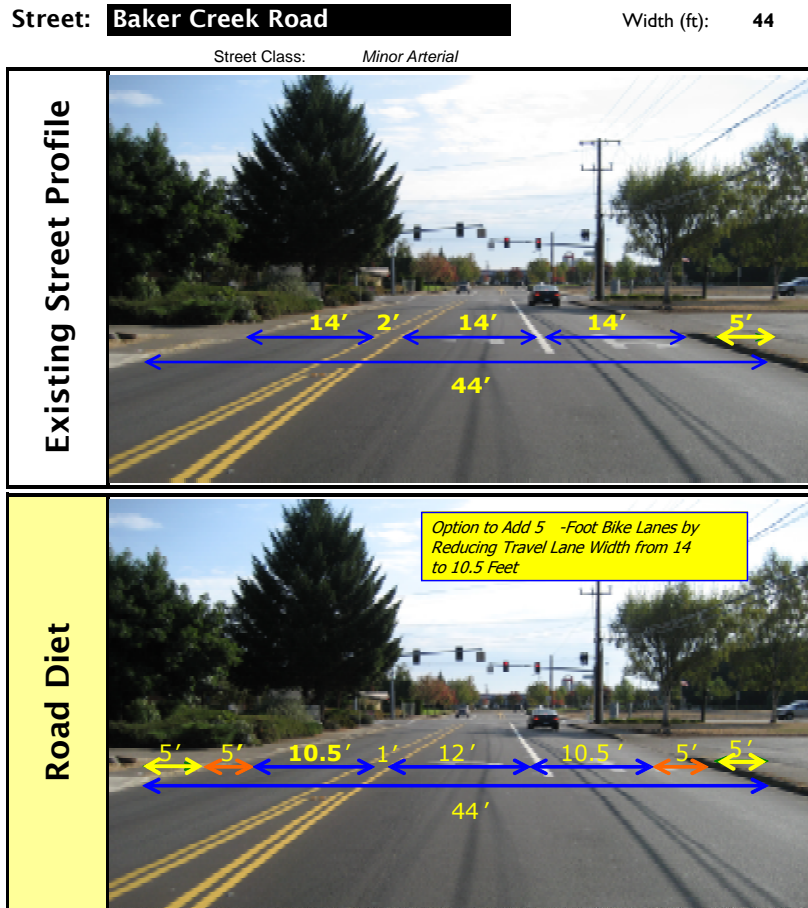 Street: Baker Creek Road Width (ft): 44
Street Class: Minor Arterial
Existing Street Profile
14′ 2′ 14′ 14′ 5′
44′
Road Diet
Option to Add 5 -Foot Bike Lanes by
Reducing Travel Lane Width from 14
to 10.5 Feet
5′ 5′ 10.5′ 1′ 12′ 10.5′ 5′ 5′
44′